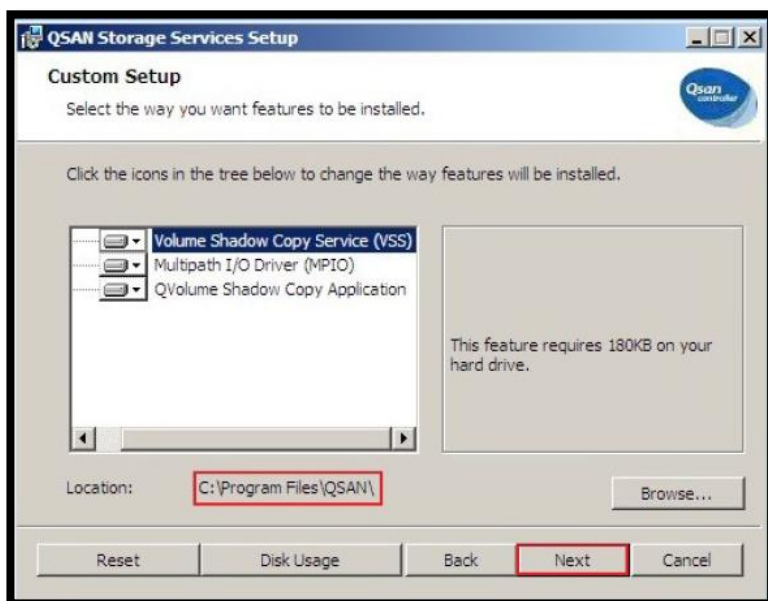 QSAN Storage Services Setup
Custom Setup
Select the way you want features to be installed.
Qsan
controller
Click the icons in the tree below to change the way features will be installed.
Volume Shadow Copy Service (VSS)
Multipath I/O Driver (MPIO)
QVolume Shadow Copy Application
This feature requires 180KB on your
hard drive.
Location: C:\Program Files\QSAN\ Browse...
Reset Disk Usage Back Next Cancel